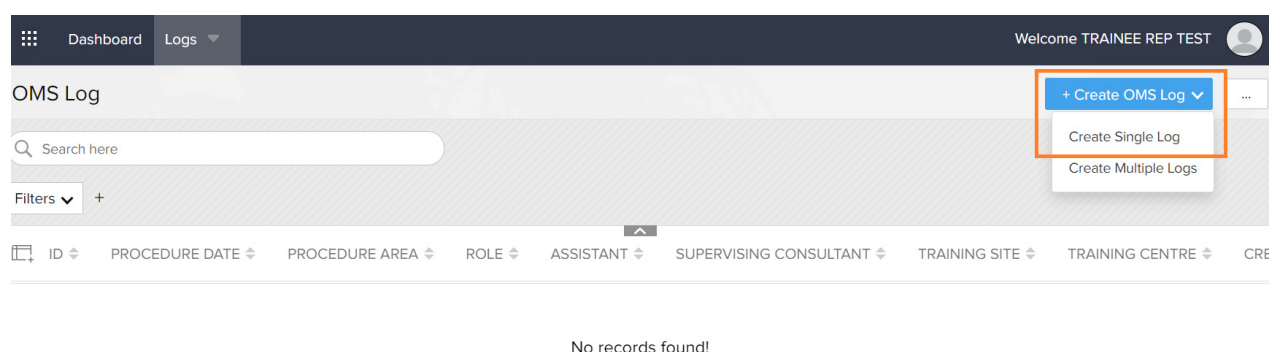 Dashboard Logs Welcome TRAINEE REP TEST
OMS Log + Create OMS Log ...
Create Single Log
Search here
Create Multiple Logs
Filters +
ID PROCEDURE DATE PROCEDURE AREA ROLE ASSISTANT SUPERVISING CONSULTANT TRAINING SITE TRAINING CENTRE CRE
No records found!